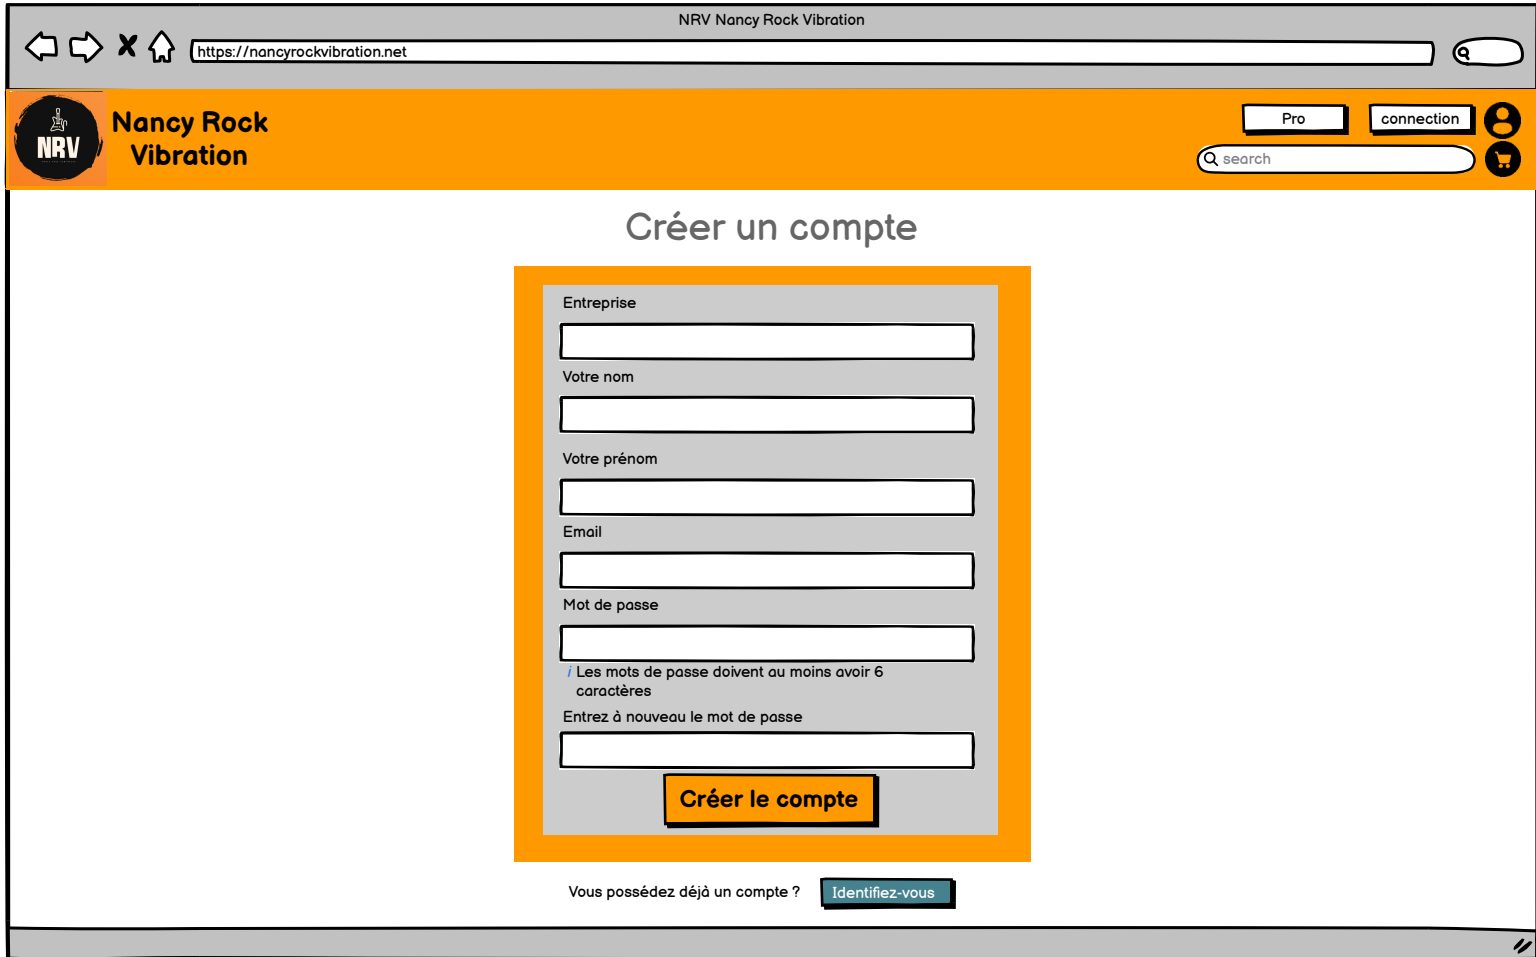 NRV Nancy Rock Vibration
https://nancyrockvibration.net
NRV
Nancy Rock
Vibration
Pro
connection
search
Créer un compte
Entreprise
Votre nom
Votre prénom
Email
Mot de passe
i Les mots de passe doivent au moins avoir 6
caractères
Entrez à nouveau le mot de passe
Créer le compte
Vous possédez déjà un compte ?
Identifiez-vous